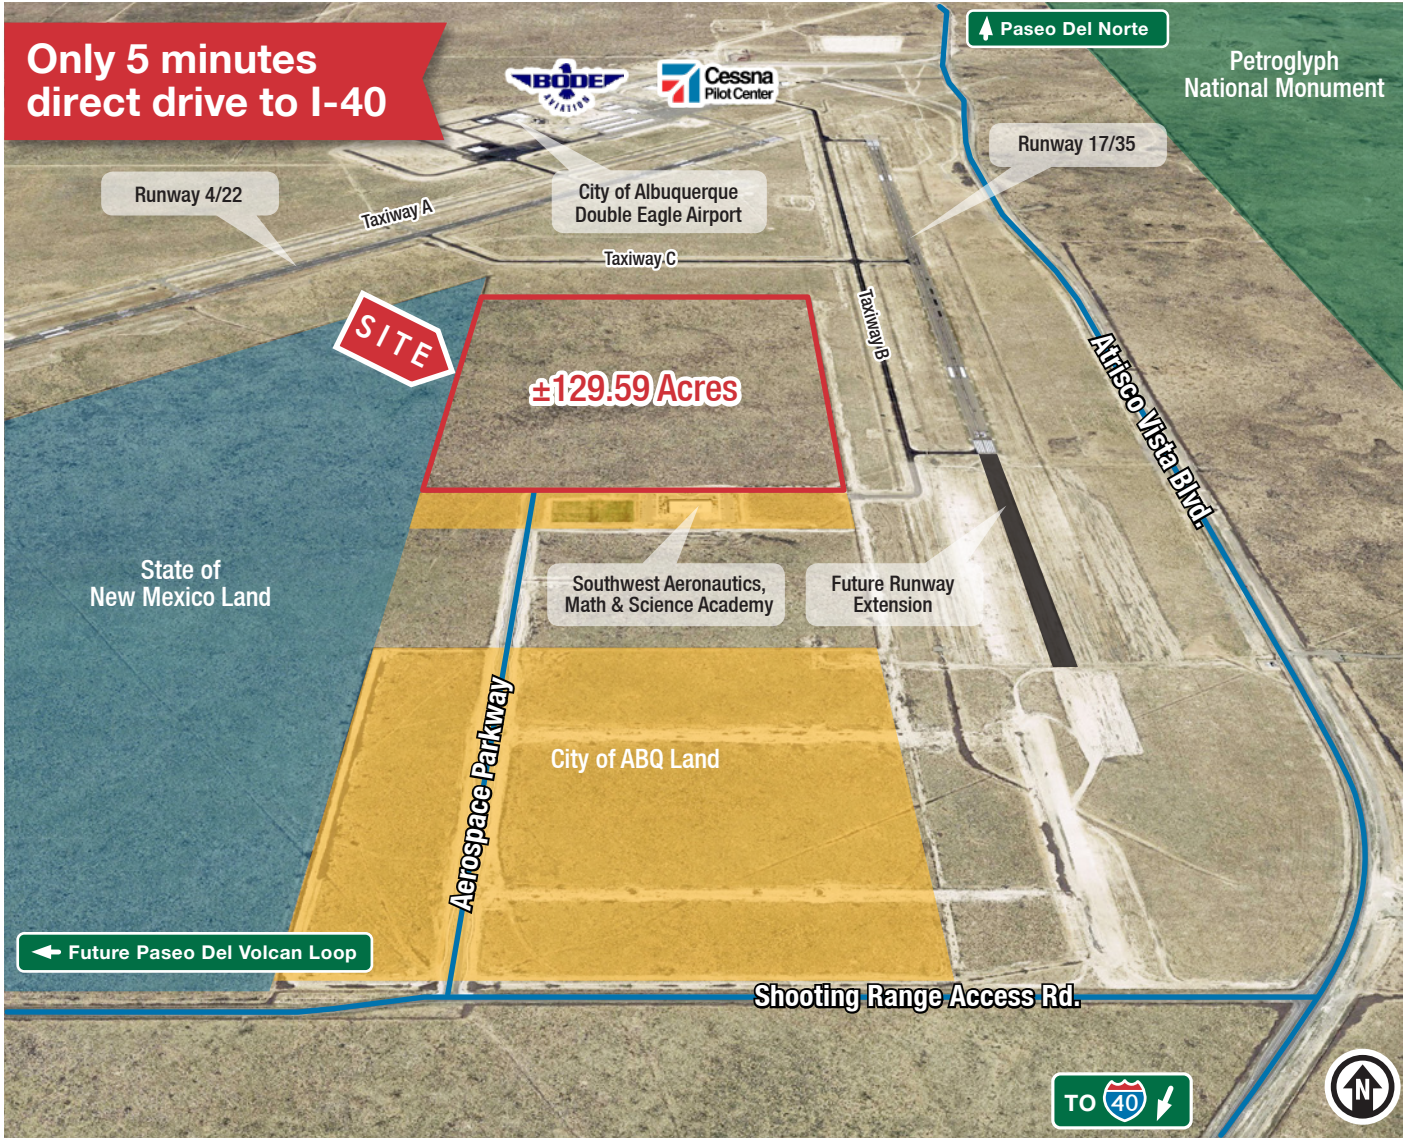 Only 5 minutes
direct drive to I-40
BODE
AVIATION
Cessna
Pilot Center
Paseo Del Norte
Petroglyph
National Monument
Runway 17/35
Runway 4/22
City of Albuquerque
Double Eagle Airport
Taxiway A
Taxiway C
Taxiway B
SITE
±129.59 Acres
Atrisco Vista Blvd.
State of
New Mexico Land
Southwest Aeronautics,
Math & Science Academy
Future Runway
Extension
Aerospace Parkway
City of ABQ Land
Future Paseo Del Volcan Loop
Shooting Range Access Rd.
TO 40
N